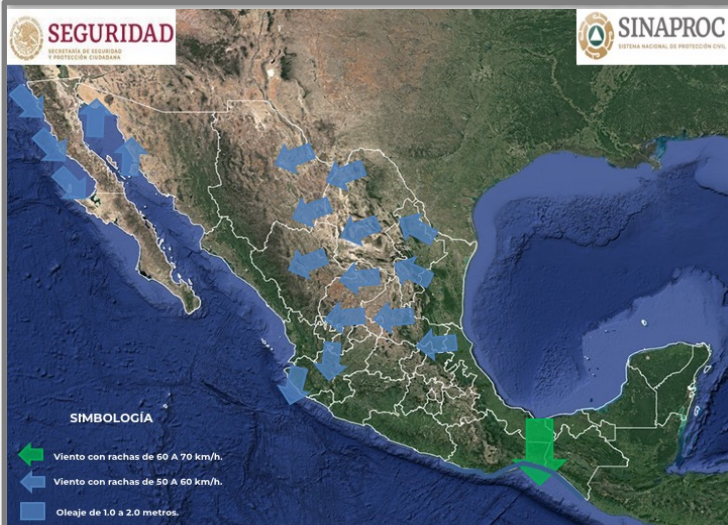 SEGURIDAD
SECRETARÍA DE SEGURIDAD
Y PROTECCIÓN CIUDADANA
SINAPROC
SISTEMA NACIONAL DE PROTECCIÓN CIVIL
SIMBOLOGÍA
Viento con rachas de 60 A 70 km/h.
Viento con rachas de 50 A 60 km/h.
Oleaje de 1.0 a 2.0 metros.